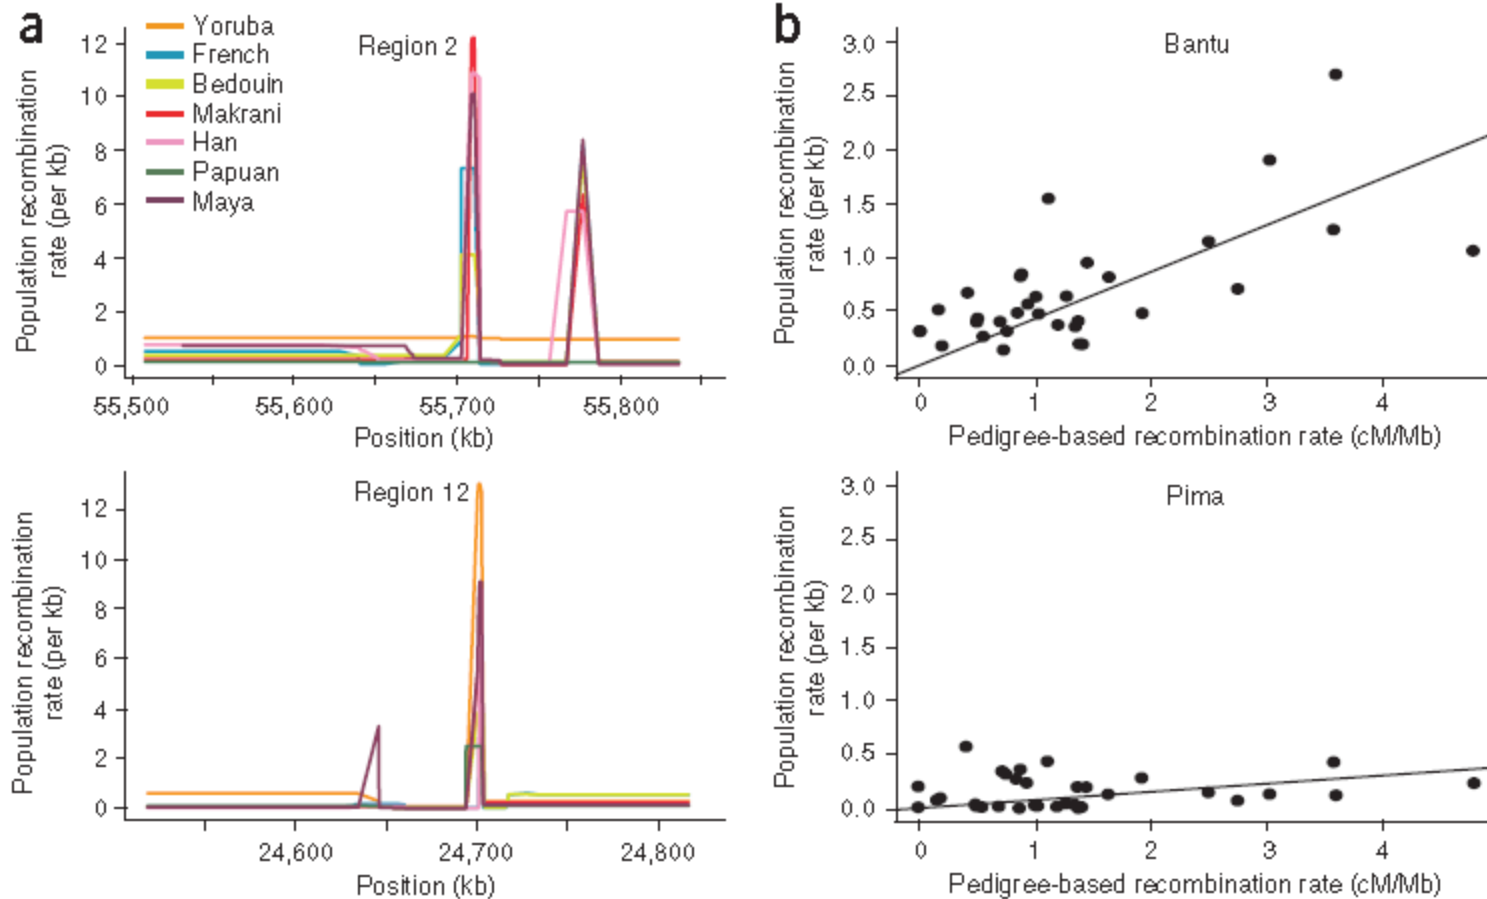 a
Yoruba
French
Bedouin
Makrani
Han
Papuan
Maya
Region 2
Population recombination
rate (per kb)
12
10
8
6
4
2
0
55,500 55,600 55,700 55,800
Position (kb)
Region 12
Population recombination
rate (per kb)
12
10
8
6
4
2
0
24,600 24,700 24,800
Position (kb)
b
Bantu
Population recombination
rate (per kb)
3.0
2.5
2.0
1.5
1.0
0.5
0.0
0 1 2 3 4
Pedigree-based recombination rate (cM/Mb)
Pima
Population recombination
rate (per kb)
3.0
2.5
2.0
1.5
1.0
0.5
0.0
0 1 2 3 4
Pedigree-based recombination rate (cM/Mb)